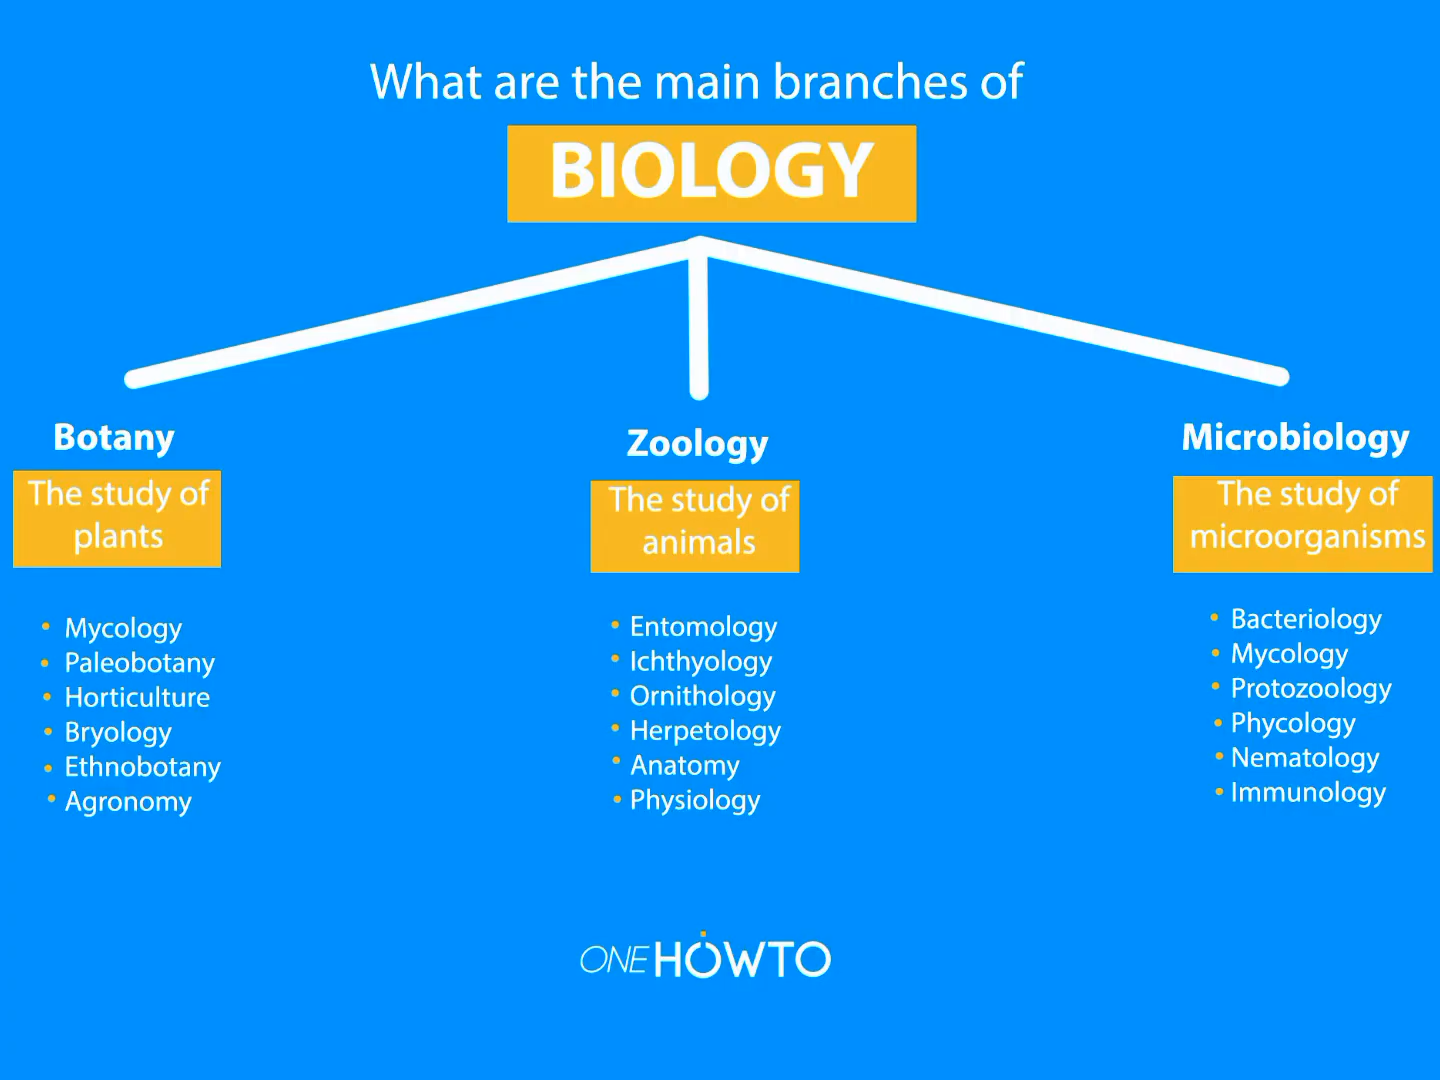 What are the main branches of
BIOLOGY
Botany
The study of
plants
Mycology
Paleobotany
Horticulture
Bryology
Ethnobotany
Agronomy
Zoology
The study of
animals
Entomology
Ichthyology
Ornithology
Herpetology
Anatomy
Physiology
Microbiology
The study of
microorganisms
Bacteriology
Mycology
Protozoology
Phycology
Nematology
Immunology
ONEHOWTO